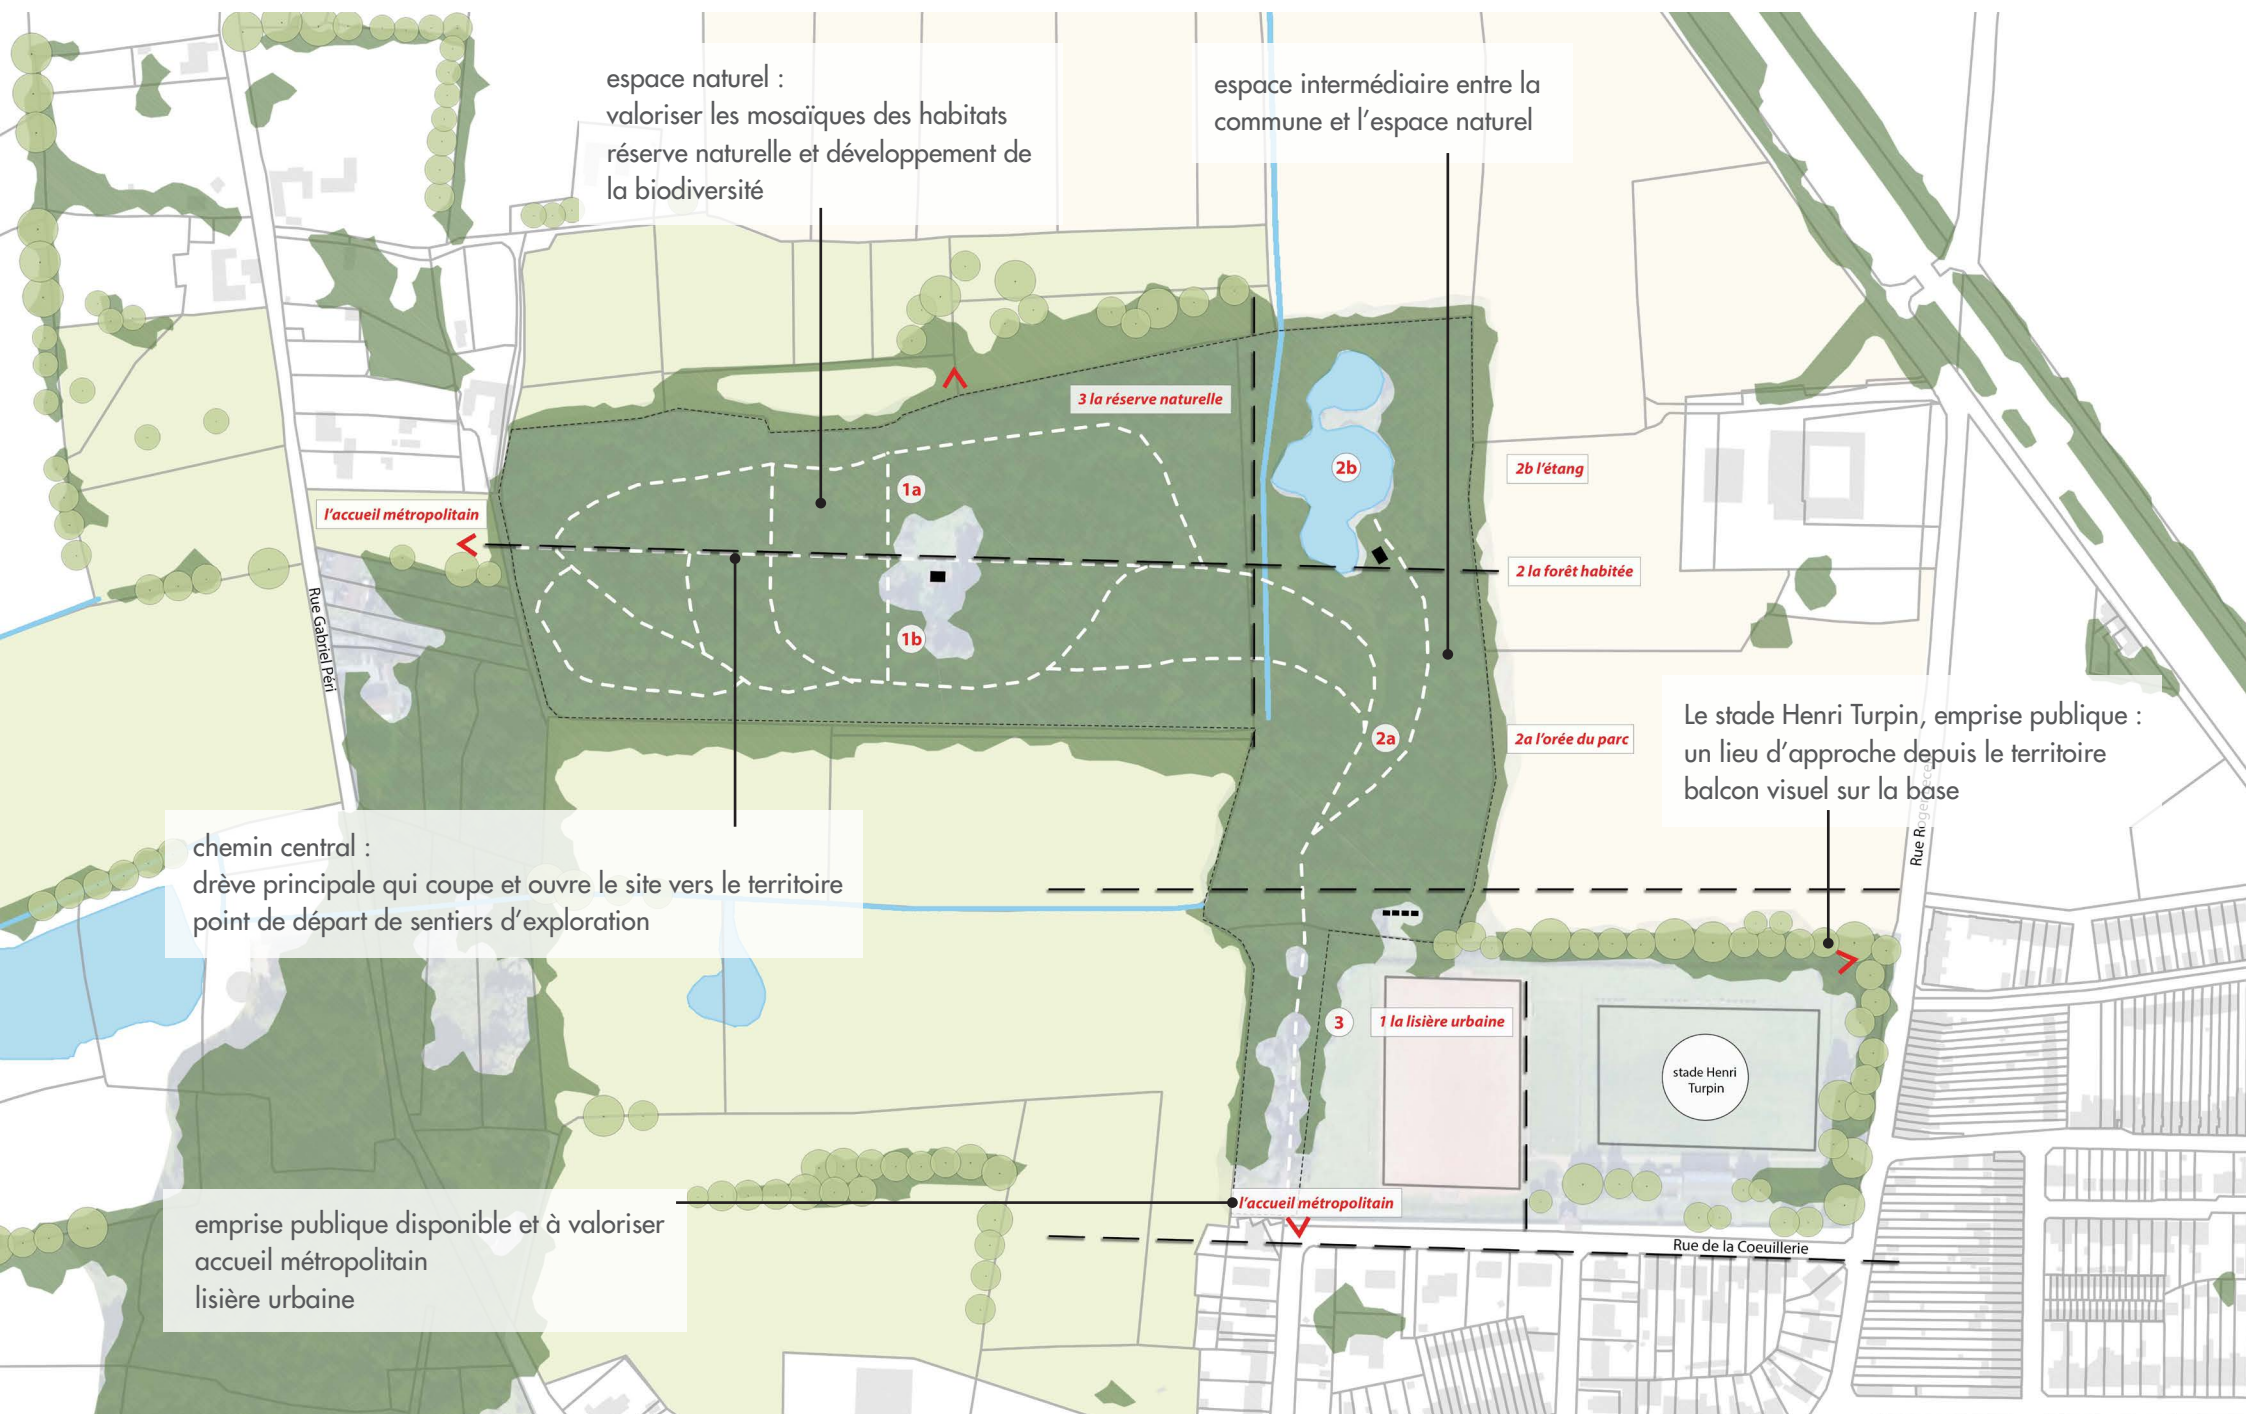 espace naturel :
valoriser les mosaïques des habitats
réserve naturelle et développement de
la biodiversité
espace intermédiaire entre la
commune et l'espace naturel
3 la réserve naturelle
1a
2b
2b l'étang
l'accueil métropolitain
2 la forêt habitée
Rue Gabriel Péri
1b
2a
2a l'orée du parc
Le stade Henri Turpin, emprise publique :
un lieu d'approche depuis le territoire
balcon visuel sur la base
chemin central :
drève principale qui coupe et ouvre le site vers le territoire
point de départ de sentiers d'exploration
Rue
3
1 la lisière urbaine
stade Henri
Turpin
l'accueil métropolitain
emprise publique disponible et à valoriser
accueil métropolitain
lisière urbaine
Rue de la Coeuillerie